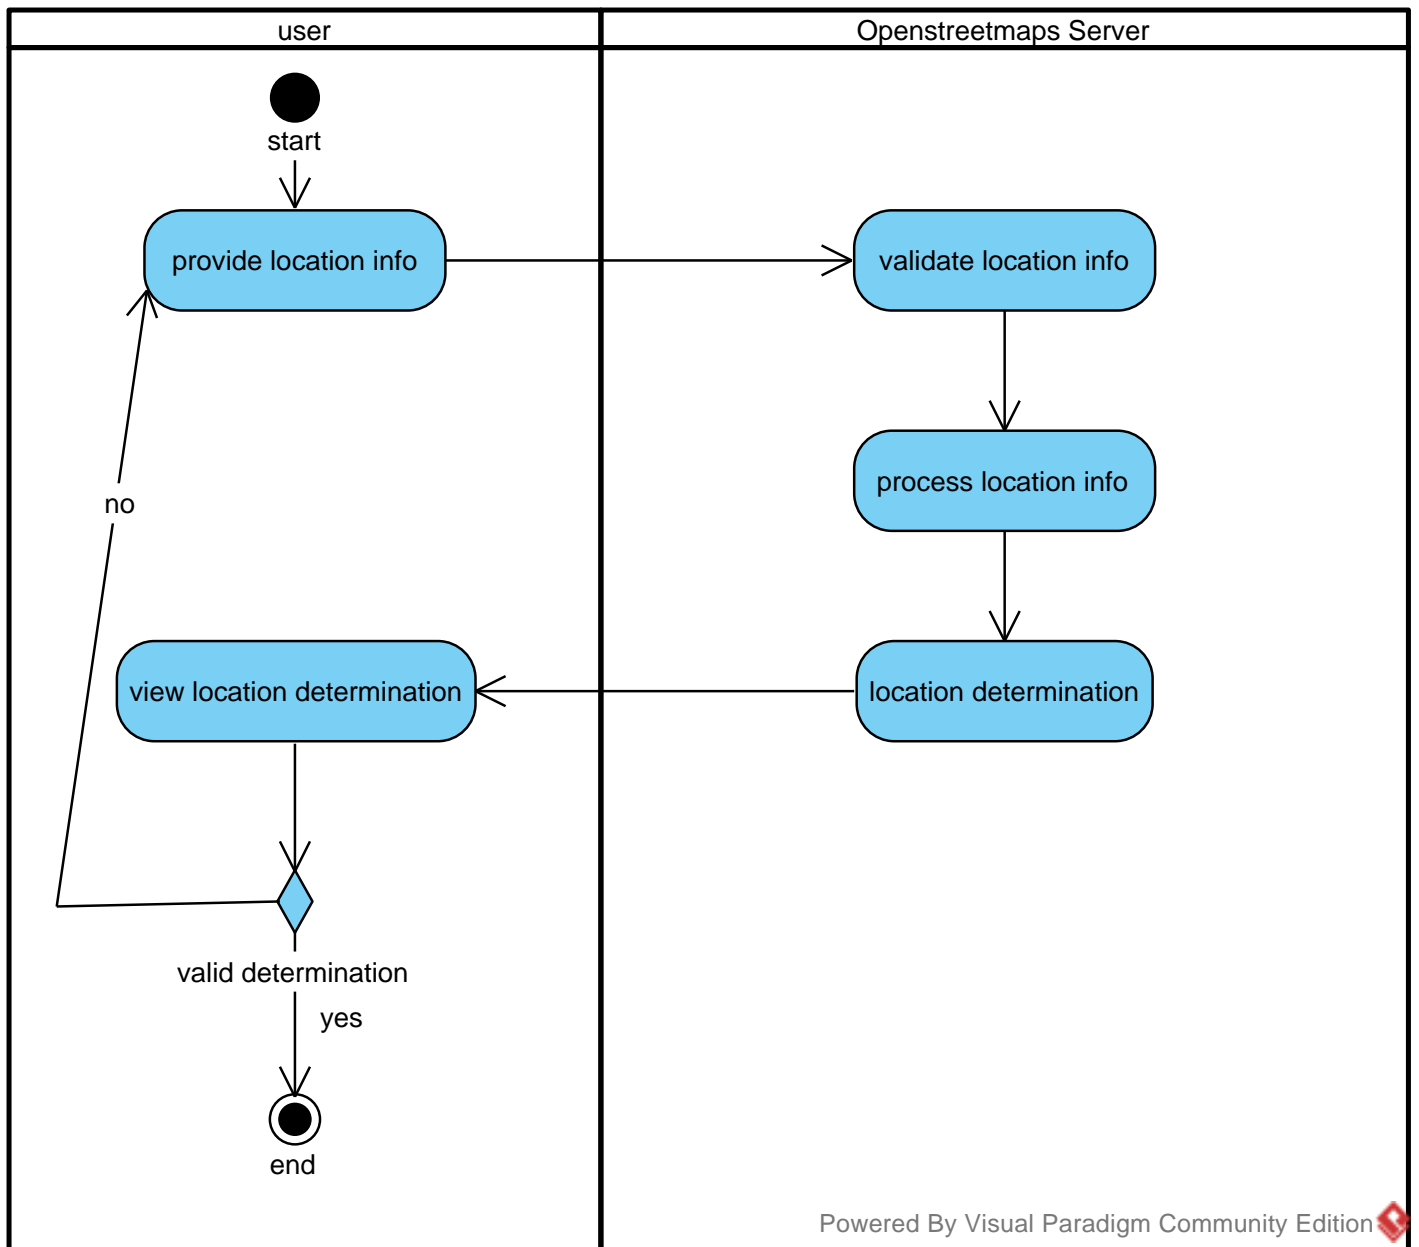 user
Openstreetmaps Server
start
provide location info
validate location info
process location info
no
view location determination
location determination
valid determination
yes
end
Powered By Visual Paradigm Community Edition